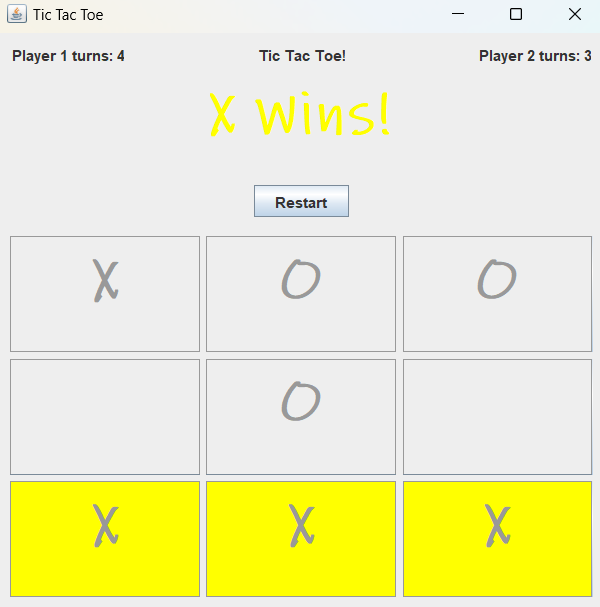 Tic Tac Toe
Player 1 turns: 4 Tic Tac Toe! Player 2 turns: 3
X Wins!
Restart
X O O
O
X X X